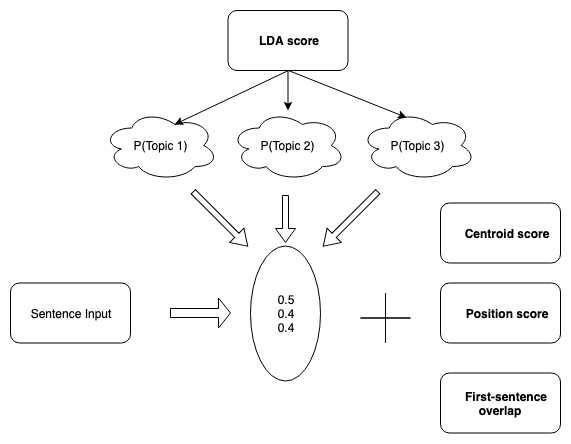 LDA score
P(Topic 1)
P(Topic 2)
P(Topic 3)
Centroid score
Sentence Input
0.5
0.4
0.4
Position score
First-sentence
overlap